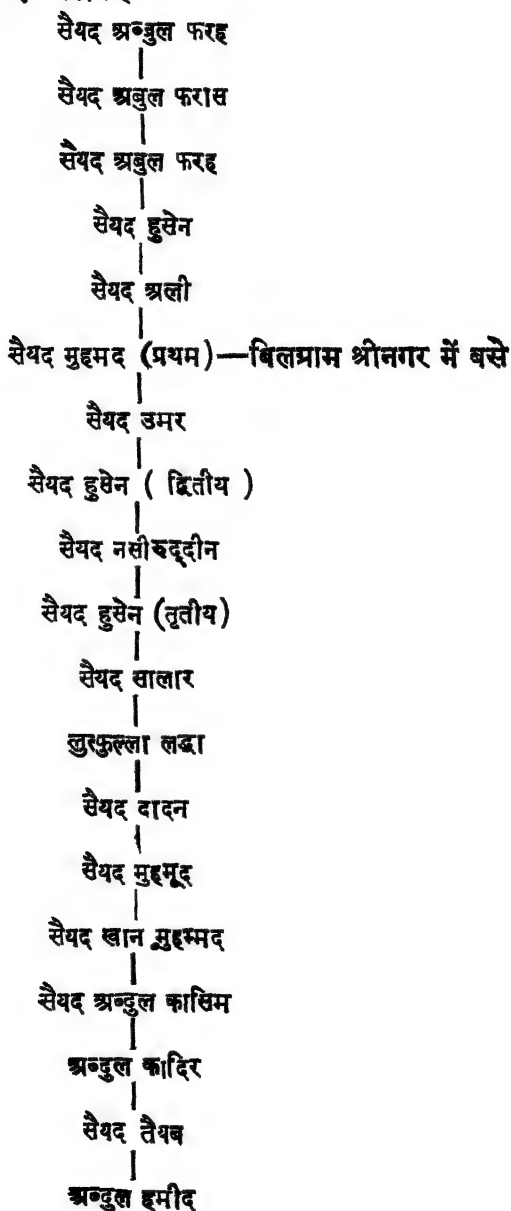 सैयद अब्बुल फरह
सैयद अबुल फरास
सैयद अबुल फरह
सैयद हुसेन
सैयद अली
सैयद मुहमद (प्रथम)—बिलग्राम श्रीनगर में बसे
सैयद उमर
सैयद हुसेन ( द्वितीय )
सैयद नसीरुद्दीन
सैयद हुसेन (तृतीय)
सैयद सालार
लुत्फुल्ला लद्धा
सैयद दादन
सैयद मुहमूद
सैयद खान मुहम्मद
सैयद अब्दुल कासिम
अब्दुल कादिर
सैयद तैयब
अब्दुल हमीद